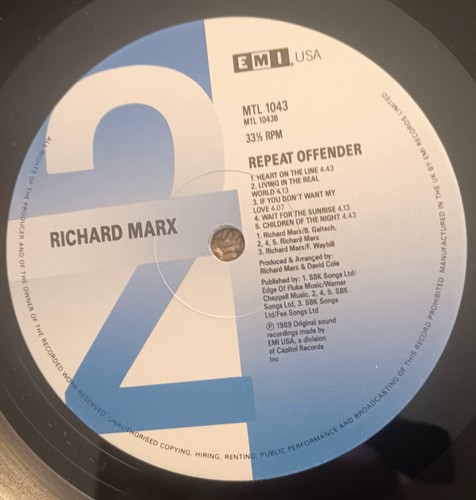 2
EMI USA
MTL 1043
MTL 1043B
33⅓ RPM
REPEAT OFFENDER
1. HEART ON THE LINE 4.43
2. LIVING IN THE REAL
WORLD 4.13
3. IF YOU DON'T WANT MY
LOVE 4.07
4. WAIT FOR THE SUNRISE 4.13
5. CHILDREN OF THE NIGHT 4.43
1. Richard Marx/B. Gaitsch,
2, 4, 5. Richard Marx
3. Richard Marx/F. Waybill
Produced & Arranged by:
Richard Marx & David Cole
Published by: 1. SBK Songs Ltd/
Edge Of Fluke Music/Warner
Chappell Music, 2, 4, 5. SBK
Songs Ltd, 3. SBK Songs
Ltd/Fee Songs Ltd
℗ 1989 Original sound
recordings made by
EMI USA, a division
of Capitol Records
Inc
RICHARD MARX
ALL RIGHTS OF THE PRODUCER AND OF THE OWNER OF THE RECORDED WORK RESERVED. UNAUTHORISED COPYING, HIRING, RENTING, PUBLIC PERFORMANCE AND BROADCASTING OF THIS RECORD PROHIBITED. MANUFACTURED IN THE UK BY EMI RECORDS LIMITED